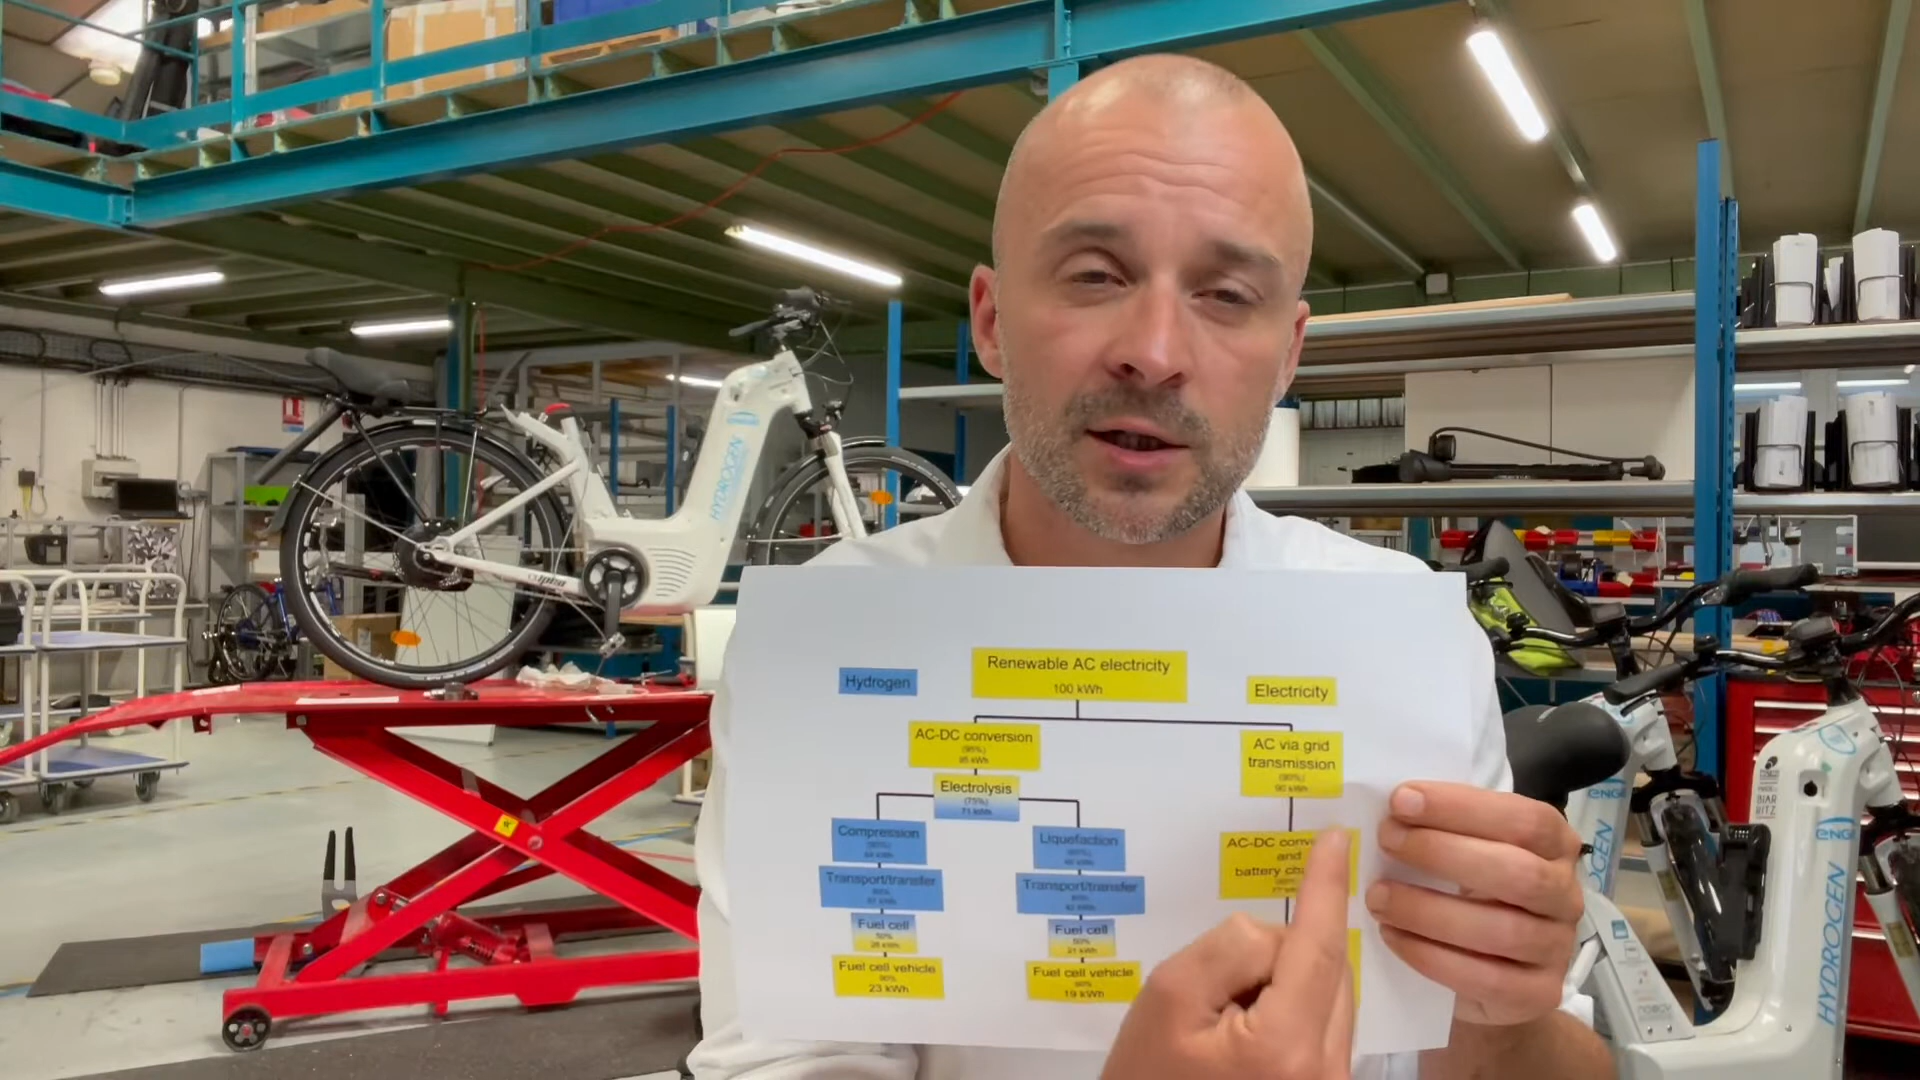 HYDROGEN
alpha
Renewable AC electricity
100 kWh
Hydrogen
Electricity
AC-DC conversion
(95%)
95 kWh
AC via grid
transmission
(90%)
90 kWh
Electrolysis
(75%)
71 kWh
Compression
Liquefaction
AC-DC
and
battery
Transport/transfer
Transport/transfer
Fuel cell
50%
26 kWh
Fuel cell
50%
21 kWh
Fuel cell vehicle
90%
23 kWh
Fuel cell vehicle
90%
19 kWh
BIAR
RITZ
HYDROGEN